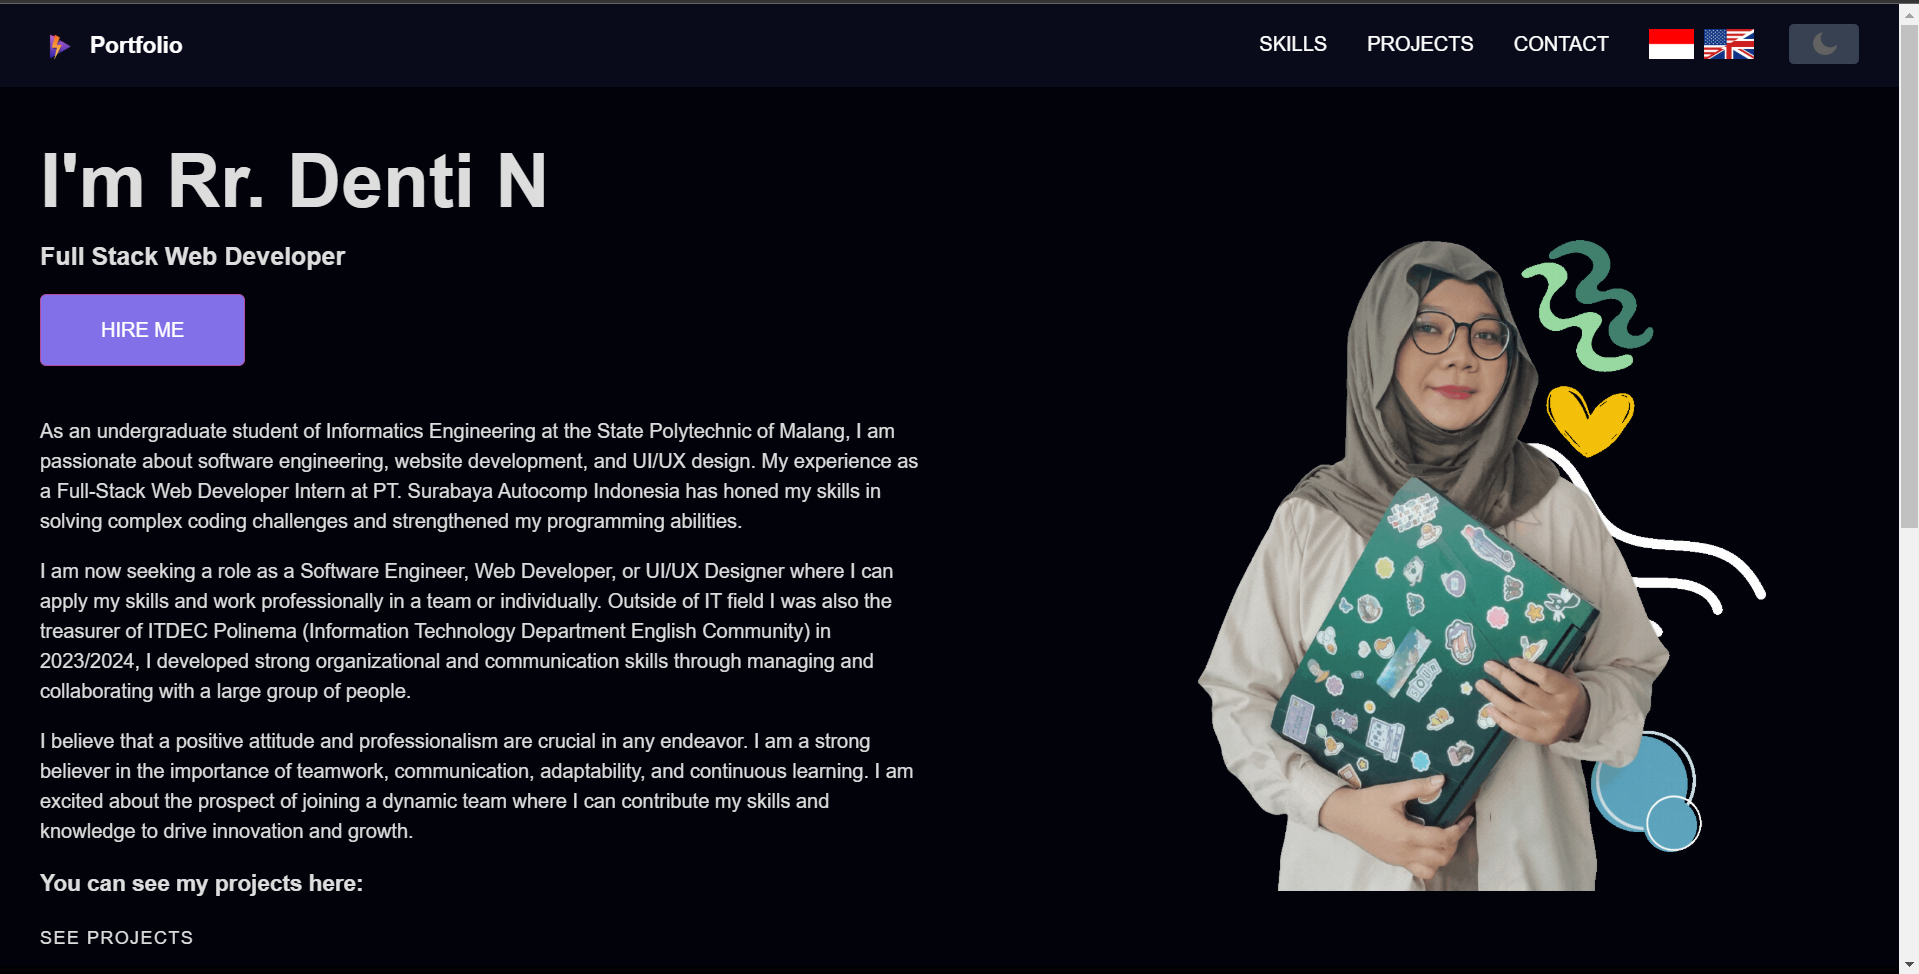 Portfolio
SKILLS
PROJECTS
CONTACT
I'm Rr. Denti N
Full Stack Web Developer
HIRE ME
As an undergraduate student of Informatics Engineering at the State Polytechnic of Malang, I am
passionate about software engineering, website development, and UI/UX design. My experience as
a Full-Stack Web Developer Intern at PT. Surabaya Autocomp Indonesia has honed my skills in
solving complex coding challenges and strengthened my programming abilities.
I am now seeking a role as a Software Engineer, Web Developer, or UI/UX Designer where I can
apply my skills and work professionally in a team or individually. Outside of IT field I was also the
treasurer of ITDEC Polinema (Information Technology Department English Community) in
2023/2024, I developed strong organizational and communication skills through managing and
collaborating with a large group of people.
I believe that a positive attitude and professionalism are crucial in any endeavor. I am a strong
believer in the importance of teamwork, communication, adaptability, and continuous learning. I am
excited about the prospect of joining a dynamic team where I can contribute my skills and
knowledge to drive innovation and growth.
You can see my projects here:
SEE PROJECTS
SOUR